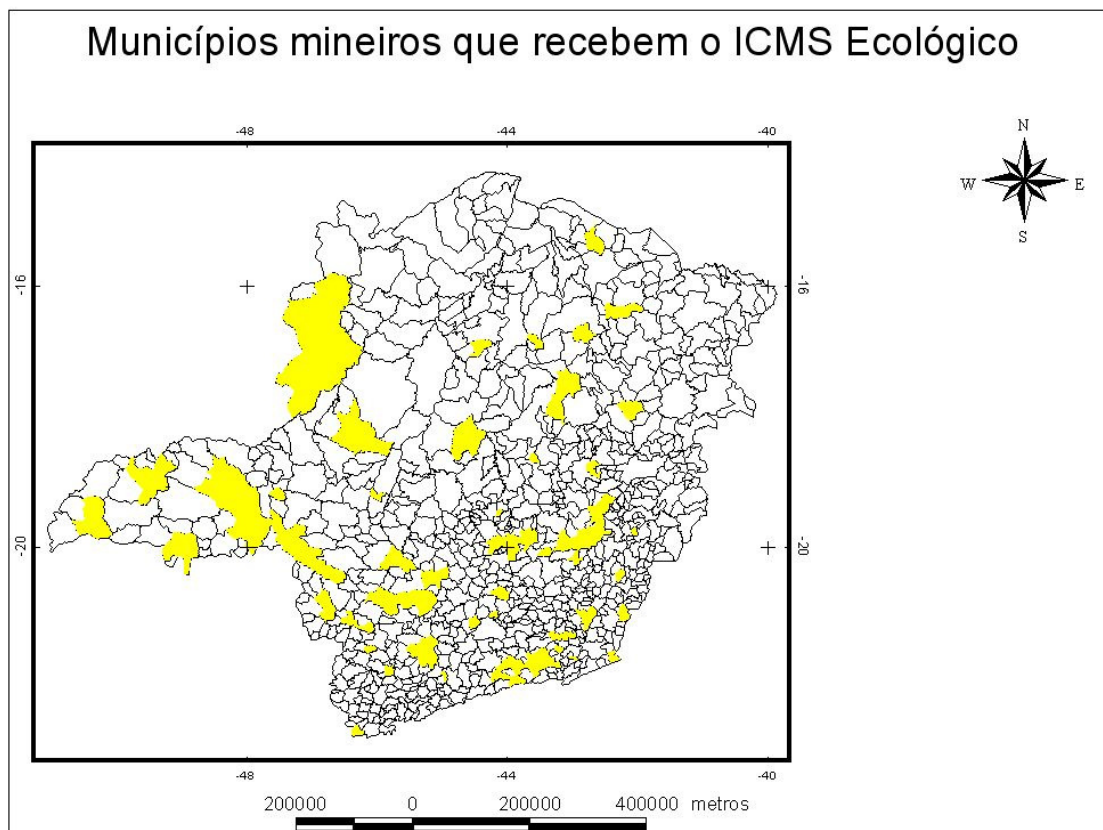 Municípios mineiros que recebem o ICMS Ecológico
-48 -44 -40
N
W E
S
-16 -16
-20 -20
-48 -44 -40
200000 0 200000 400000 metros